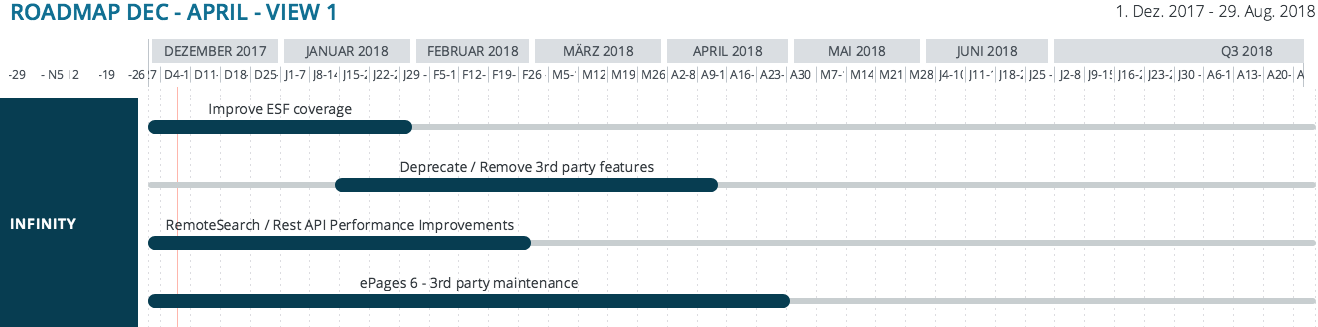 ROADMAP DEC - APRIL - VIEW 1
1. Dez. 2017 - 29. Aug. 2018
DEZEMBER 2017 JANUAR 2018 FEBRUAR 2018 MÄRZ 2018 APRIL 2018 MAI 2018 JUNI 2018 Q3 2018
-29 - N5 2 -19 -26 7 D4-1 D11- D18- D25- J1-7 J8-14 J15-2 J22-2 J29 - F5-1 F12- F19- F26 M5- M12 M19 M26 A2-8 A9-1 A16- A23- A30 M7- M14 M21 M28 J4-10 J11- J18-2 J25 - J2-8 J9-15 J16-2 J23-2 J30 - A6-1 A13- A20- A
Improve ESF coverage
Deprecate / Remove 3rd party features
INFINITY
RemoteSearch / Rest API Performance Improvements
ePages 6 - 3rd party maintenance